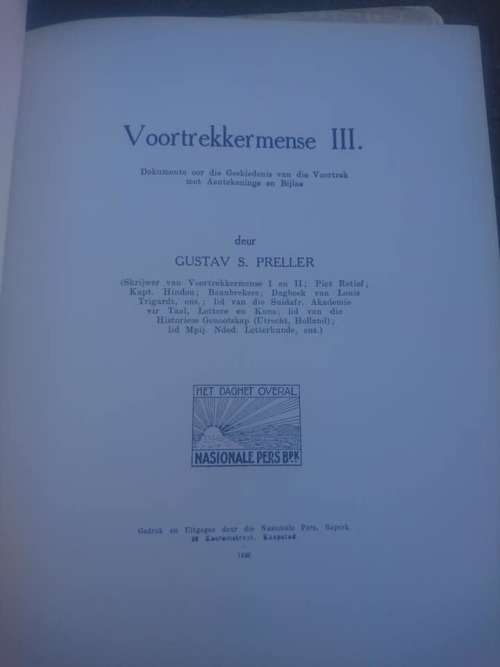 Voortrekkermense III.
Dokumente oor die Geskiedenis van die Voortrek
met Aantekenings en Bijlae
deur
GUSTAV S. PRELLER
(Skrijwer van Voortrekkermense I en II; Piet Retief;
Kapt. Hindon; Baanbrekers; Dagboek van Louis
Trigardt, ens.; lid van die Suidafr. Akademie
vir Taal, Lettere en Kuns; lid van die
Historiese Genootskap (Utrecht, Holland);
lid Mpij. Nded. Letterkunde, ens.)
HET DAGHET OVERAL
NASIONALE PERS BPK
Gedruk en Uitgegee deur die Nasionale Pers, Beperk
Keeromstraat, Kaapstad